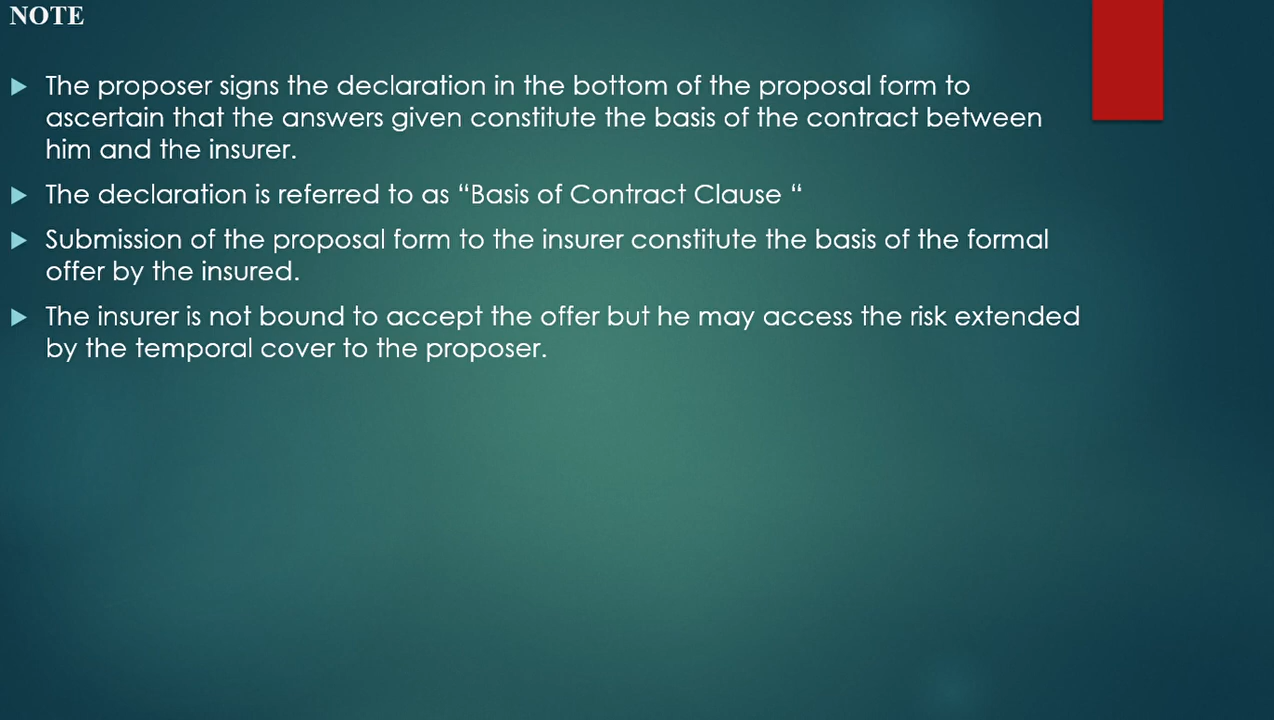 NOTE
The proposer signs the declaration in the bottom of the proposal form to
ascertain that the answers given constitute the basis of the contract between
him and the insurer.
The declaration is referred to as “Basis of Contract Clause “
Submission of the proposal form to the insurer constitute the basis of the formal
offer by the insured.
The insurer is not bound to accept the offer but he may access the risk extended
by the temporal cover to the proposer.